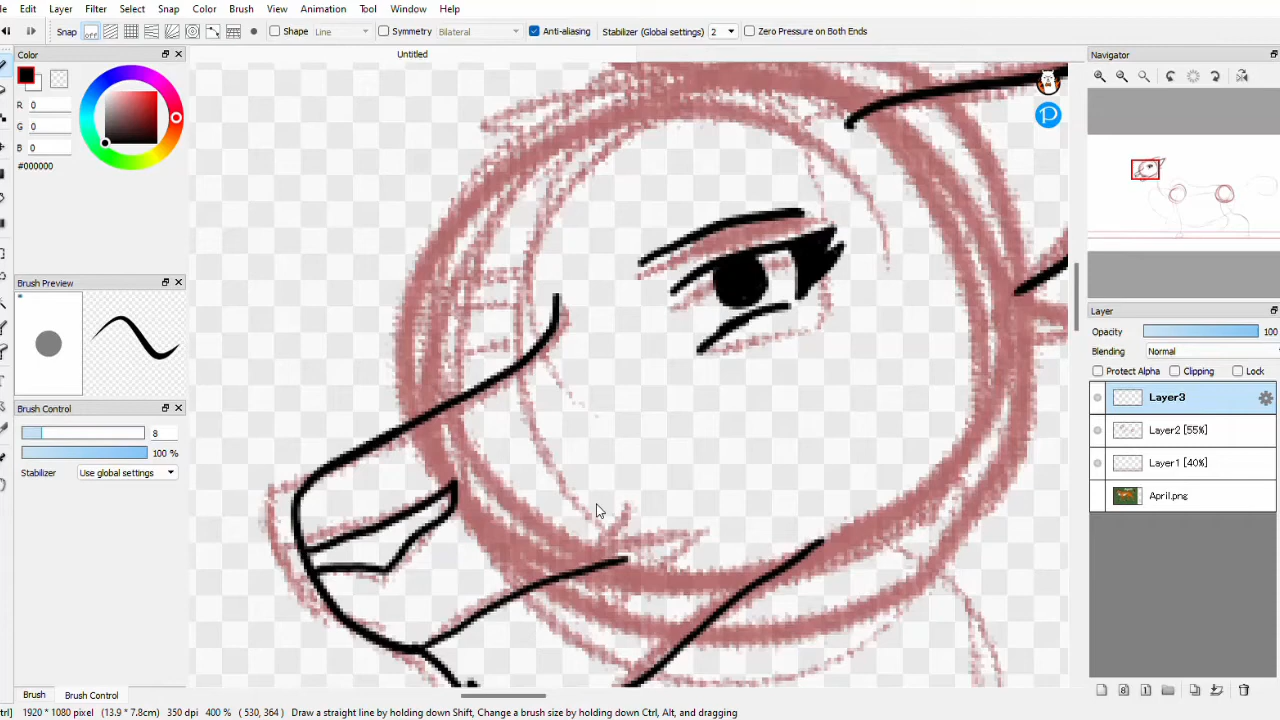 le Edit Layer Filter Select Snap Color Brush View Animation Tool Window Help
Snap OFF Shape Line Symmetry Bilateral Anti-aliasing Stabilizer (Global settings) 2 Zero Pressure on Both Ends
Color
Untitled
Navigator
R 0
G 0
B 0
#000000
Brush Preview
Layer
Opacity 100
Blending Normal
Protect Alpha Clipping Lock
Layer3
Brush Control
8
Layer2 [55%]
100 %
Layer1 [40%]
Stabilizer Use global settings
April.png
Brush Brush Control
ctrl] 1920 * 1080 pixel (13.9 * 7.8cm) 350 dpi 400 % ( 530, 364 ) Draw a straight line by holding down Shift, Change a brush size by holding down Ctrl, Alt, and dragging